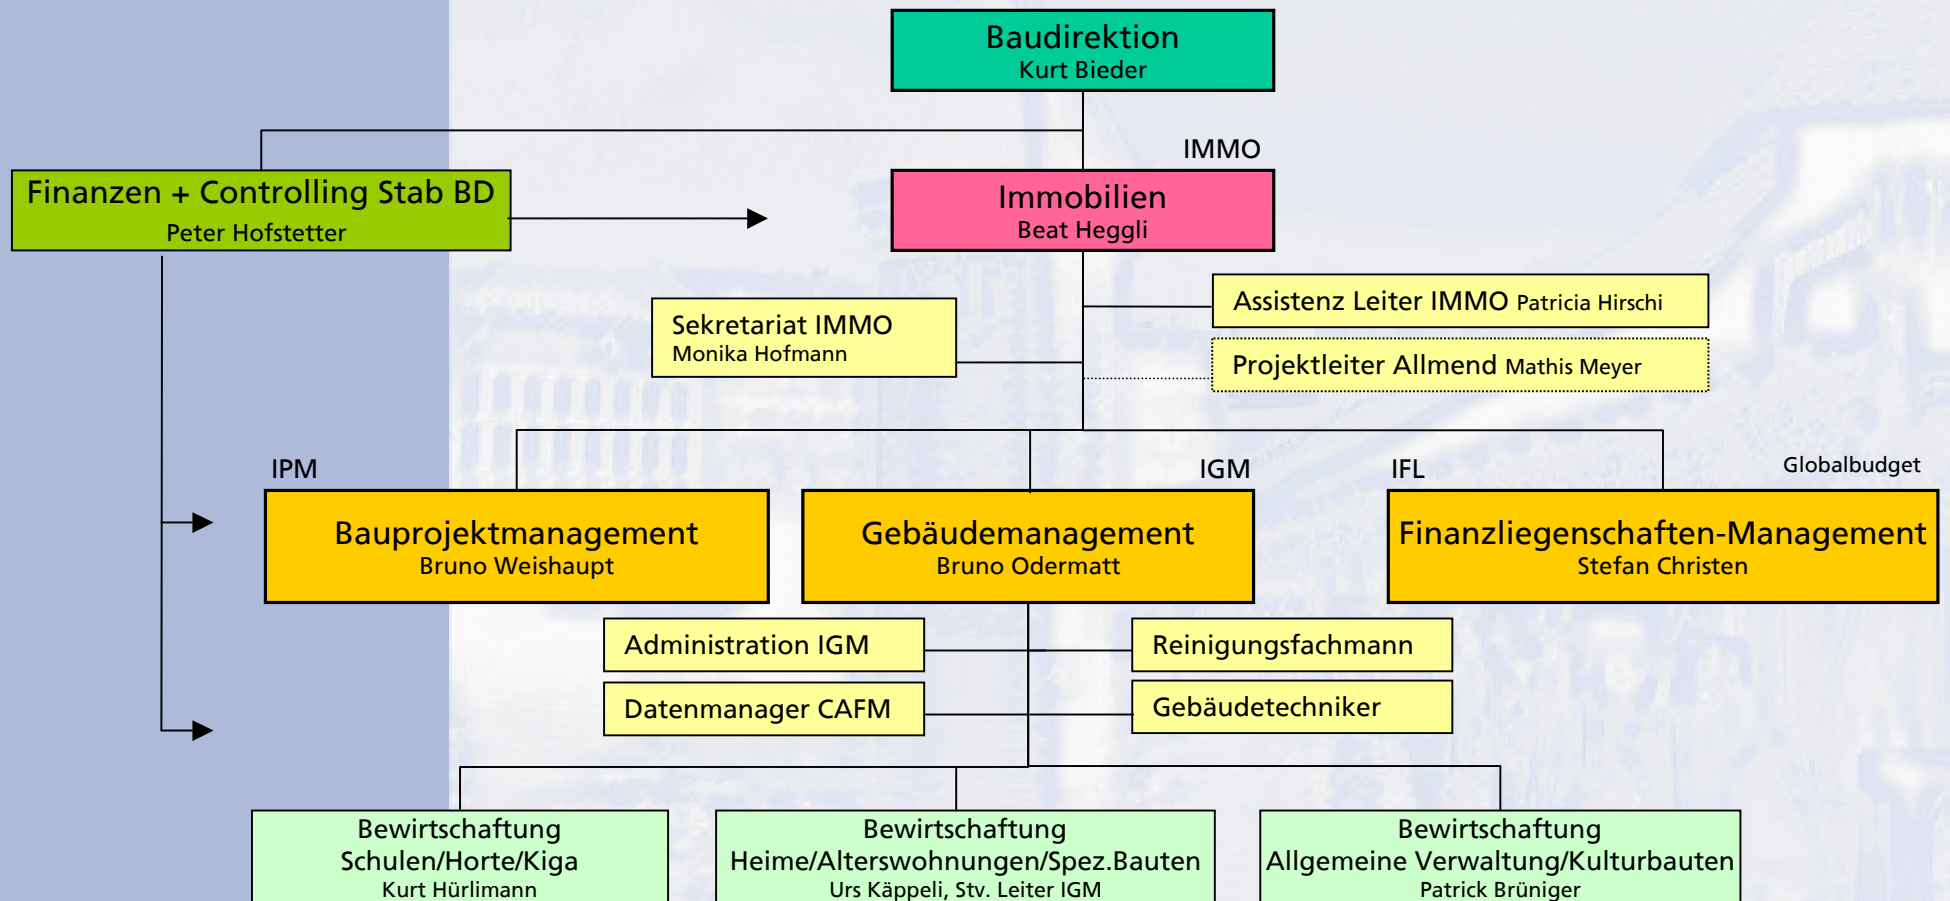 Baudirektion
Kurt Bieder
IMMO
Finanzen + Controlling Stab BD
Peter Hofstetter
Immobilien
Beat Heggli
Sekretariat IMMO
Monika Hofmann
Assistenz Leiter IMMO Patricia Hirschi
Projektleiter Allmend Mathis Meyer
IPM
IGM
IFL
Globalbudget
Bauprojektmanagement
Bruno Weishaupt
Gebäudemanagement
Bruno Odermatt
Finanzliegenschaften-Management
Stefan Christen
Administration IGM
Reinigungsfachmann
Datenmanager CAFM
Gebäudetechniker
Bewirtschaftung
Schulen/Horte/Kiga
Kurt Hürlimann
Bewirtschaftung
Heime/Alterswohnungen/Spez.Bauten
Urs Käppeli, Stv. Leiter IGM
Bewirtschaftung
Allgemeine Verwaltung/Kulturbauten
Patrick Brüniger